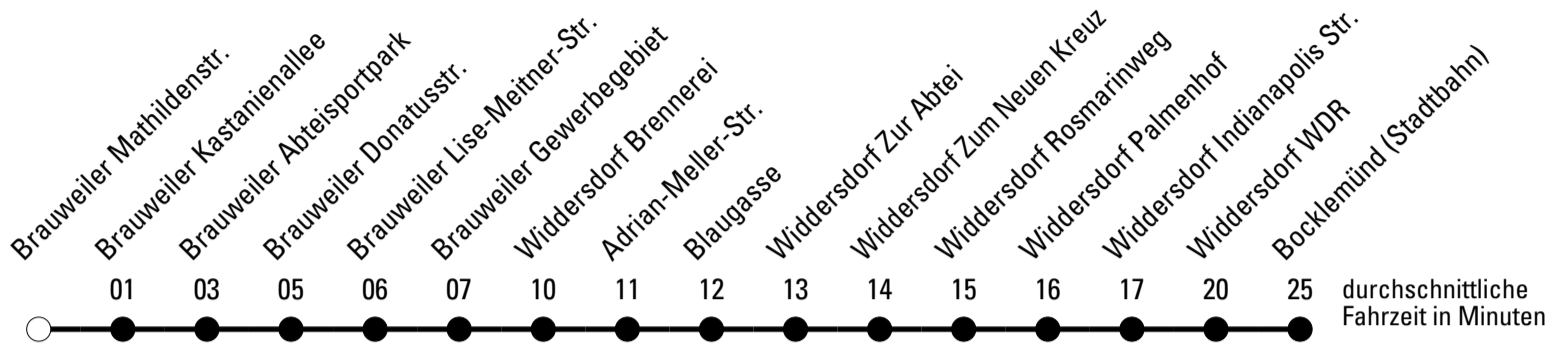 Brauweiler Mathildenstr.
Brauweiler Kastanienallee
Brauweiler Abteisportpark
Brauweiler Donatusstr.
Brauweiler Lise-Meitner-Str.
Brauweiler Gewerbegebiet
Widdersdorf Brennerei
Adrian-Meller-Str.
Blaugasse
Widdersdorf Zur Abtei
Widdersdorf Zum Neuen Kreuz
Widdersdorf Rosmarinweg
Widdersdorf Palmenhof
Widdersdorf Indianapolis Str.
Widdersdorf WDR
Bocklemünd (Stadtbahn)
01 03 05 06 07 10 11 12 13 14 15 16 17 20 25
durchschnittliche
Fahrzeit in Minuten